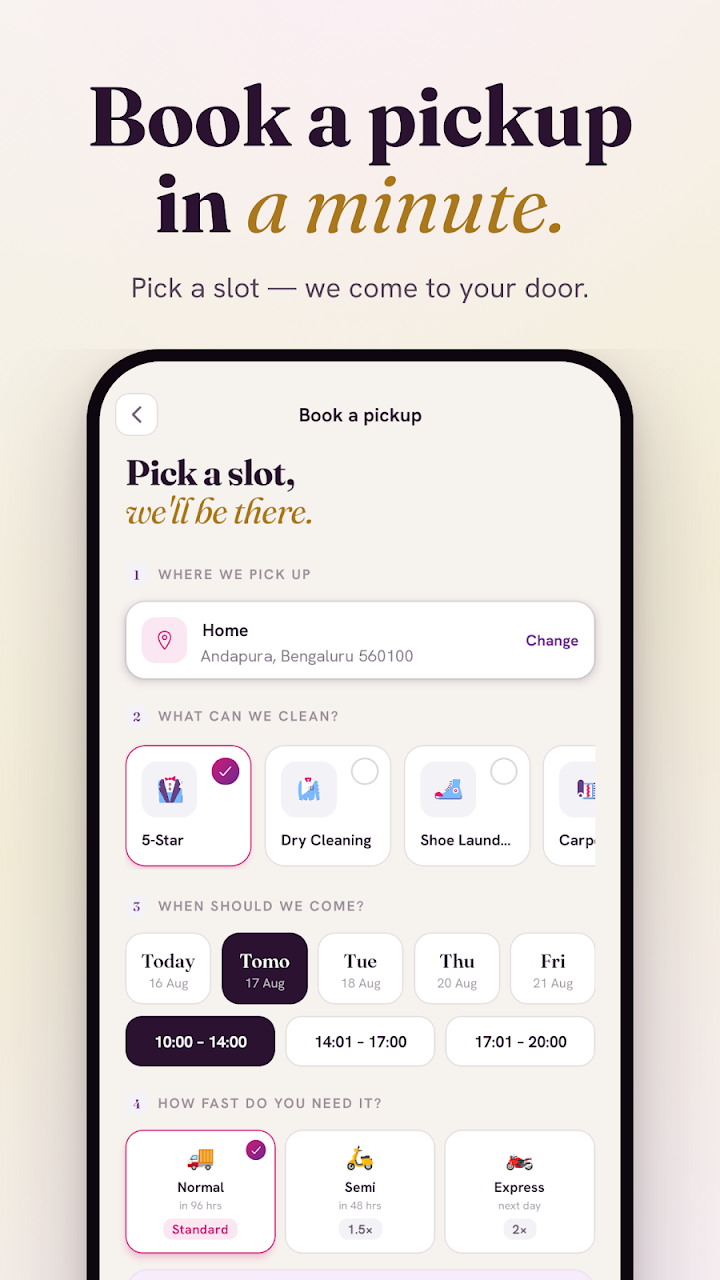 Book a pickup
in a minute.
Pick a slot — we come to your door.
Book a pickup
Pick a slot,
we'll be there.
1 WHERE WE PICK UP
Home
Andapura, Bengaluru 560100
Change
2 WHAT CAN WE CLEAN?
5-Star
Dry Cleaning
Shoe Laund...
Carp
3 WHEN SHOULD WE COME?
Today
16 Aug
Tomo
17 Aug
Tue
18 Aug
Thu
20 Aug
Fri
21 Aug
10:00 – 14:00
14:01 – 17:00
17:01 – 20:00
4 HOW FAST DO YOU NEED IT?
Normal
in 96 hrs
Standard
Semi
in 48 hrs
1.5×
Express
next day
2×